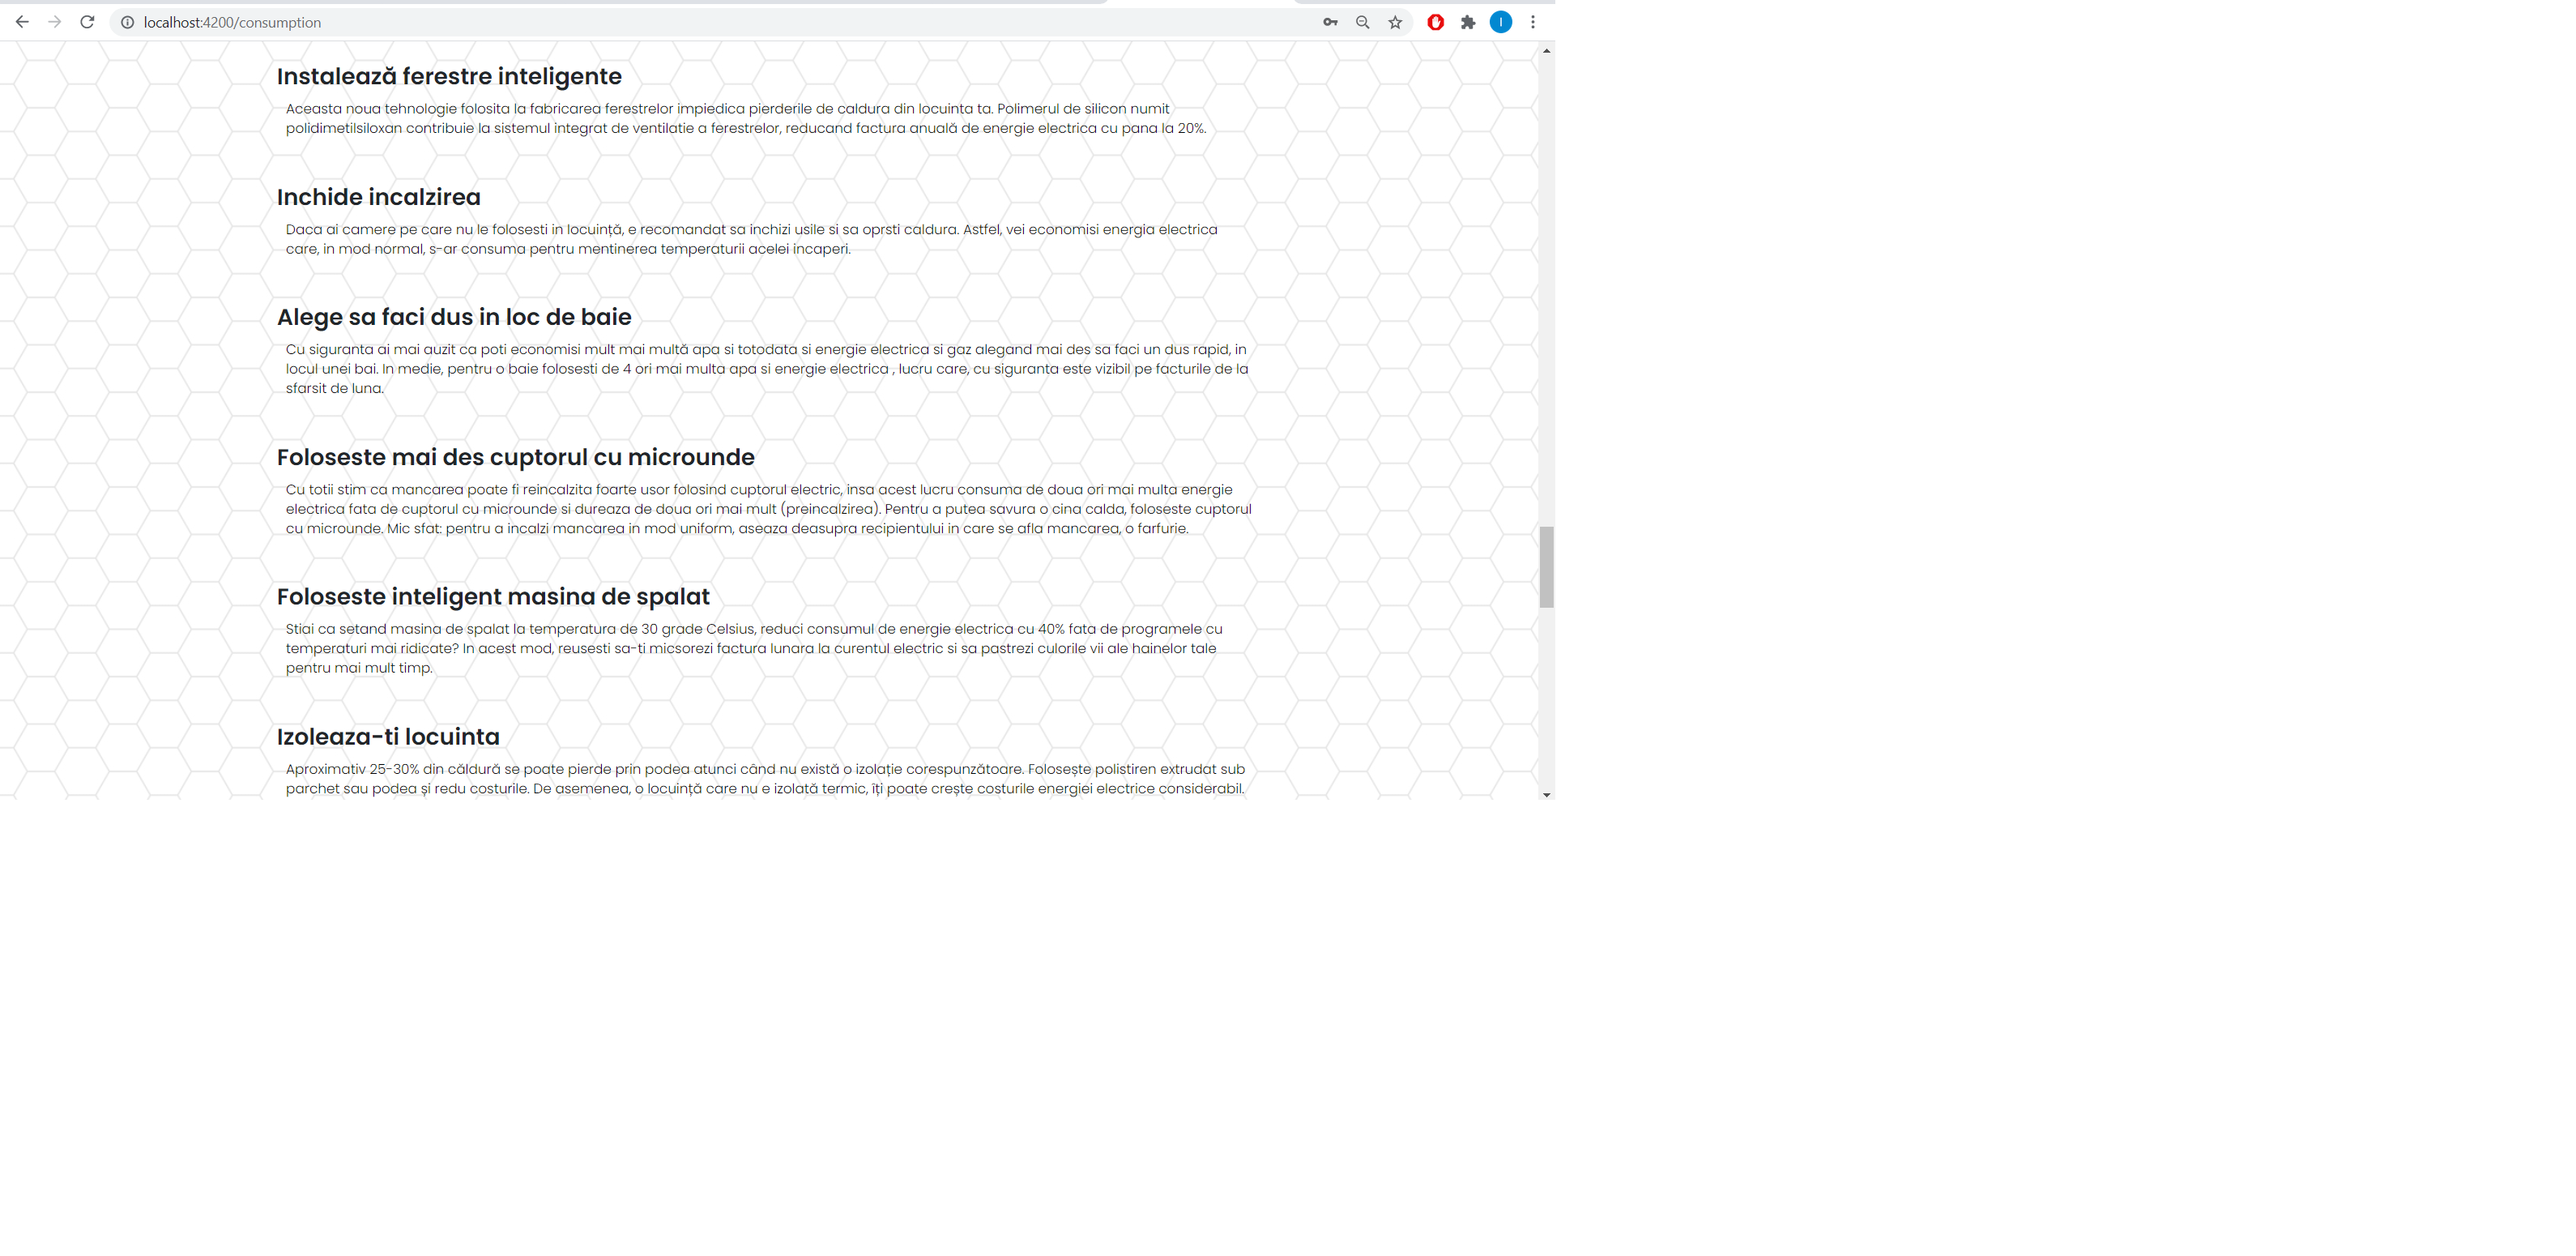 localhost:4200/consumption
I
Instalează ferestre inteligente
Aceasta noua tehnologie folosita la fabricarea ferestrelor impiedica pierderile de caldura din locuinta ta. Polimerul de silicon numit
polidimetilsiloxan contribuie la sistemul integrat de ventilatie a ferestrelor, reducand factura anuală de energie electrica cu pana la 20%.
Inchide incalzirea
Daca ai camere pe care nu le folosesti in locuință, e recomandat sa inchizi usile si sa oprsti caldura. Astfel, vei economisi energia electrica
care, in mod normal, s-ar consuma pentru mentinerea temperaturii acelei incaperi.
Alege sa faci dus in loc de baie
Cu siguranta ai mai auzit ca poti economisi mult mai multă apa si totodata si energie electrica si gaz alegand mai des sa faci un dus rapid, in
locul unei bai. In medie, pentru o baie folosesti de 4 ori mai multa apa si energie electrica , lucru care, cu siguranta este vizibil pe facturile de la
sfarsit de luna.
Foloseste mai des cuptorul cu microunde
Cu totii stim ca mancarea poate fi reincalzita foarte usor folosind cuptorul electric, insa acest lucru consuma de doua ori mai multa energie
electrica fata de cuptorul cu microunde si dureaza de doua ori mai mult (preincalzirea). Pentru a putea savura o cina calda, foloseste cuptorul
cu microunde. Mic sfat: pentru a incalzi mancarea in mod uniform, aseaza deasupra recipientului in care se afla mancarea, o farfurie.
Foloseste inteligent masina de spalat
Stiai ca setand masina de spalat la temperatura de 30 grade Celsius, reduci consumul de energie electrica cu 40% fata de programele cu
temperaturi mai ridicate? In acest mod, reusesti sa-ti micsorezi factura lunara la curentul electric si sa pastrezi culorile vii ale hainelor tale
pentru mai mult timp.
Izoleaza-ti locuinta
Aproximativ 25-30% din căldură se poate pierde prin podea atunci când nu există o izolație corespunzătoare. Folosește polistiren extrudat sub
parchet sau podea și redu costurile. De asemenea, o locuință care nu e izolată termic, îți poate crește costurile energiei electrice considerabil.